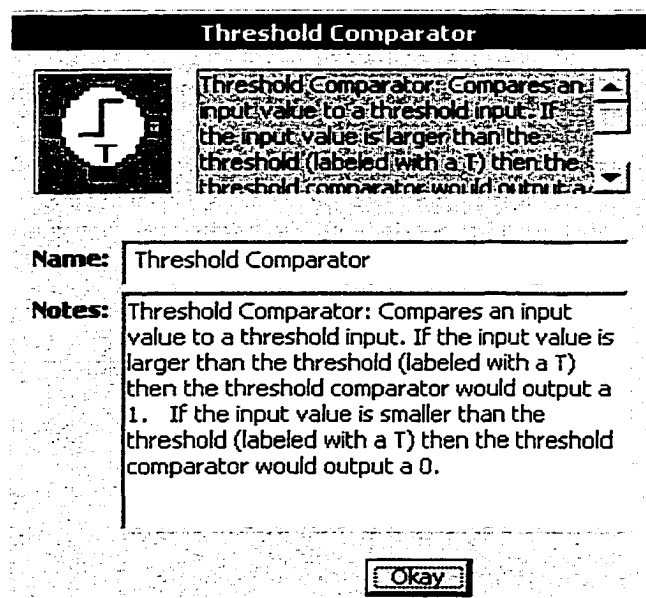 Threshold Comparator
T
Threshold Comparator: Compares an
input value to a threshold input. If
the input value is larger than the
threshold (labeled with a T) then the
threshold comparator would output a
Name: Threshold Comparator
Notes: Threshold Comparator: Compares an input
value to a threshold input. If the input value is
larger than the threshold (labeled with a T)
then the threshold comparator would output a
1. If the input value is smaller than the
threshold (labeled with a T) then the threshold
comparator would output a 0.
Okay